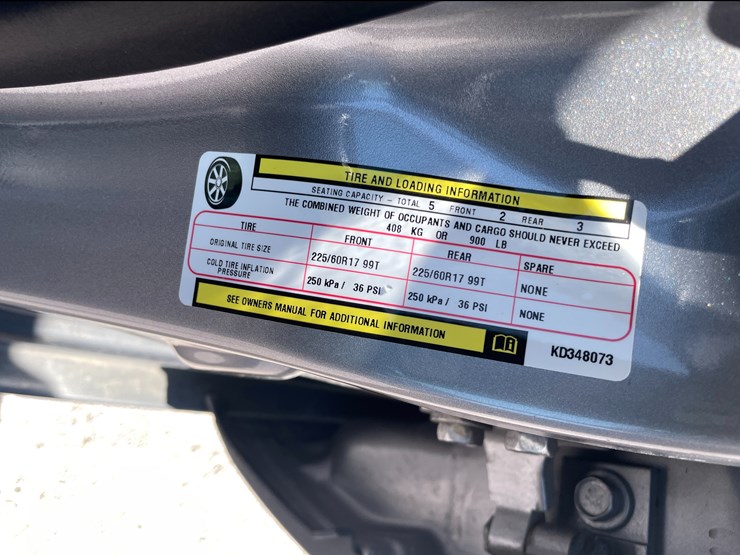 TIRE AND LOADING INFORMATION
SEATING CAPACITY - TOTAL 5 FRONT 2 REAR 3
THE COMBINED WEIGHT OF OCCUPANTS AND CARGO SHOULD NEVER EXCEED
408 KG OR 900 LB
TIRE FRONT REAR SPARE
ORIGINAL TIRE SIZE 225/60R17 99T 225/60R17 99T NONE
COLD TIRE INFLATION PRESSURE 250 kPa / 36 PSI 250 kPa / 36 PSI NONE
SEE OWNERS MANUAL FOR ADDITIONAL INFORMATION
KD348073